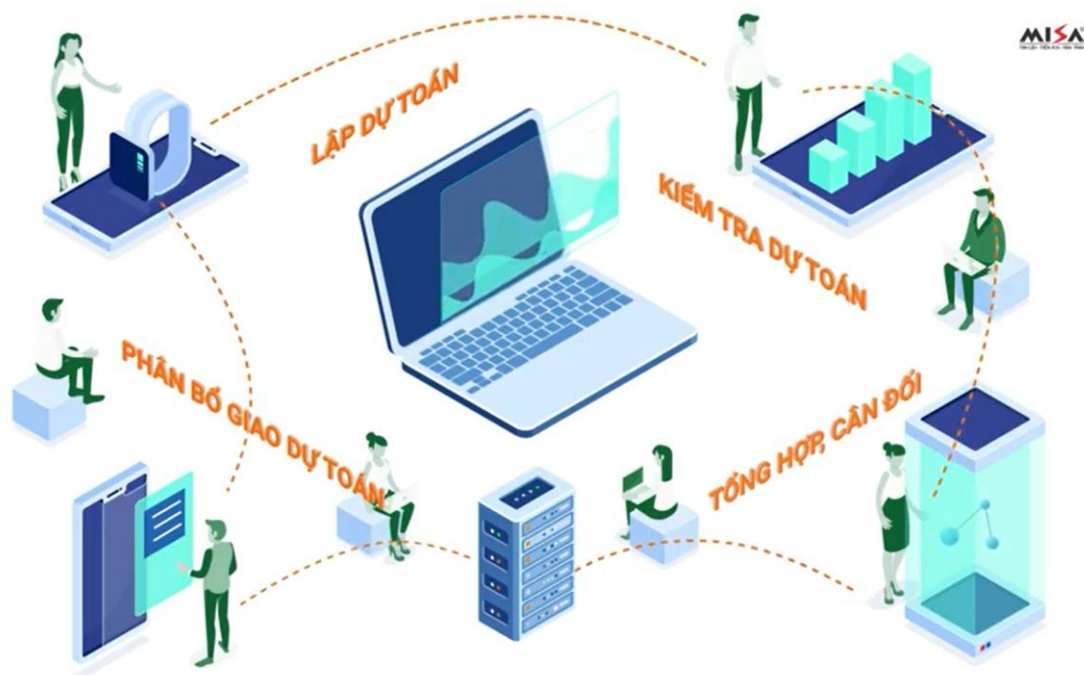 MISA
LẬP DỰ TOÁN
KIỂM TRA DỰ TOÁN
PHÂN BỔ GIAO DỰ TOÁN
TỔNG HỢP, CÂN ĐỐI